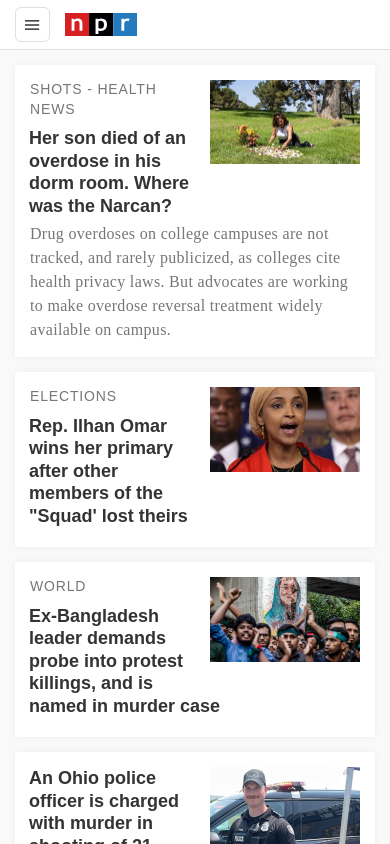 npr
SHOTS - HEALTH
NEWS
Her son died of an
overdose in his
dorm room. Where
was the Narcan?
Drug overdoses on college campuses are not
tracked, and rarely publicized, as colleges cite
health privacy laws. But advocates are working
to make overdose reversal treatment widely
available on campus.
ELECTIONS
Rep. Ilhan Omar
wins her primary
after other
members of the
"Squad' lost theirs
WORLD
Ex-Bangladesh
leader demands
probe into protest
killings, and is
named in murder case
An Ohio police
officer is charged
with murder in
shooting of 21